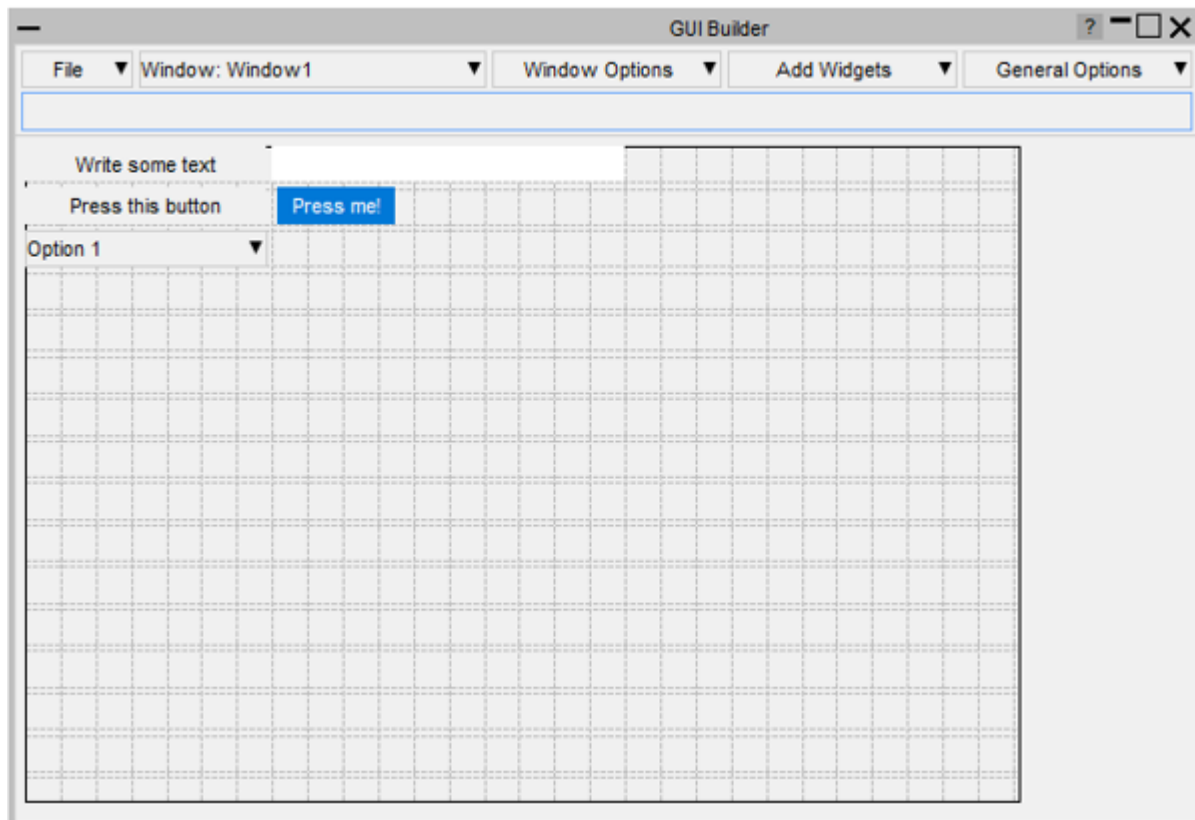 GUI Builder ?
File Window: Window1 Window Options Add Widgets General Options
Write some text
Press this button Press me!
Option 1